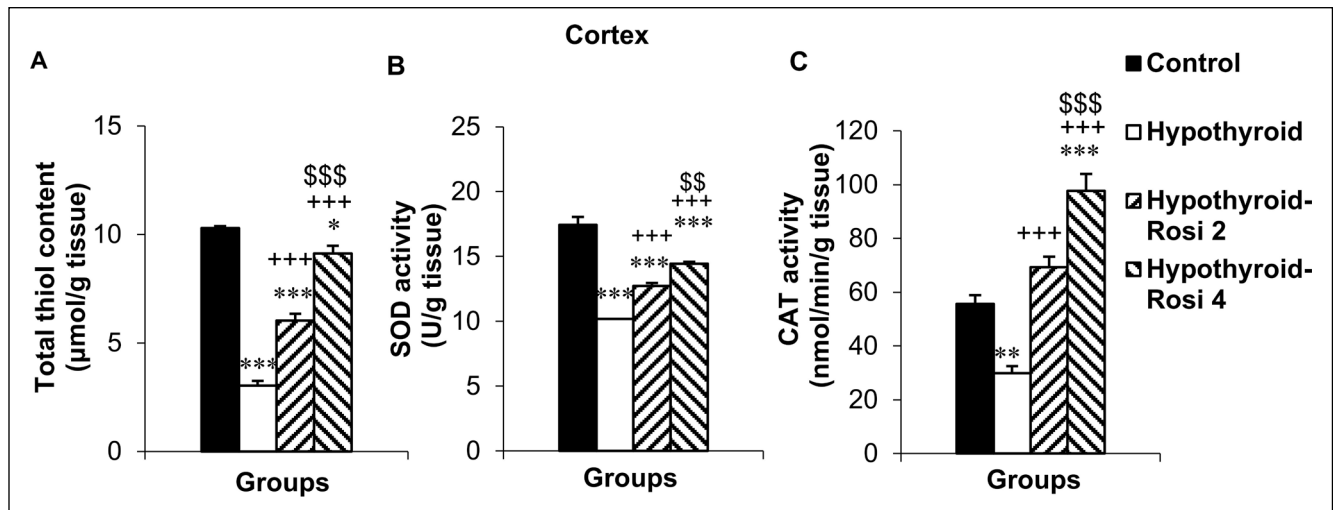 Cortex
A
Total thiol content
(µmol/g tissue)
15
10
5
0
***
+++
***
$$$
+++
*
Groups
B
SOD activity
(U/g tissue)
25
20
15
10
5
0
***
+++
***
$$
+++
***
Groups
C
CAT activity
(nmol/min/g tissue)
120
100
80
60
40
20
0
**
+++
$$$
+++
***
Groups
Control
Hypothyroid
Hypothyroid-
Rosi 2
Hypothyroid-
Rosi 4